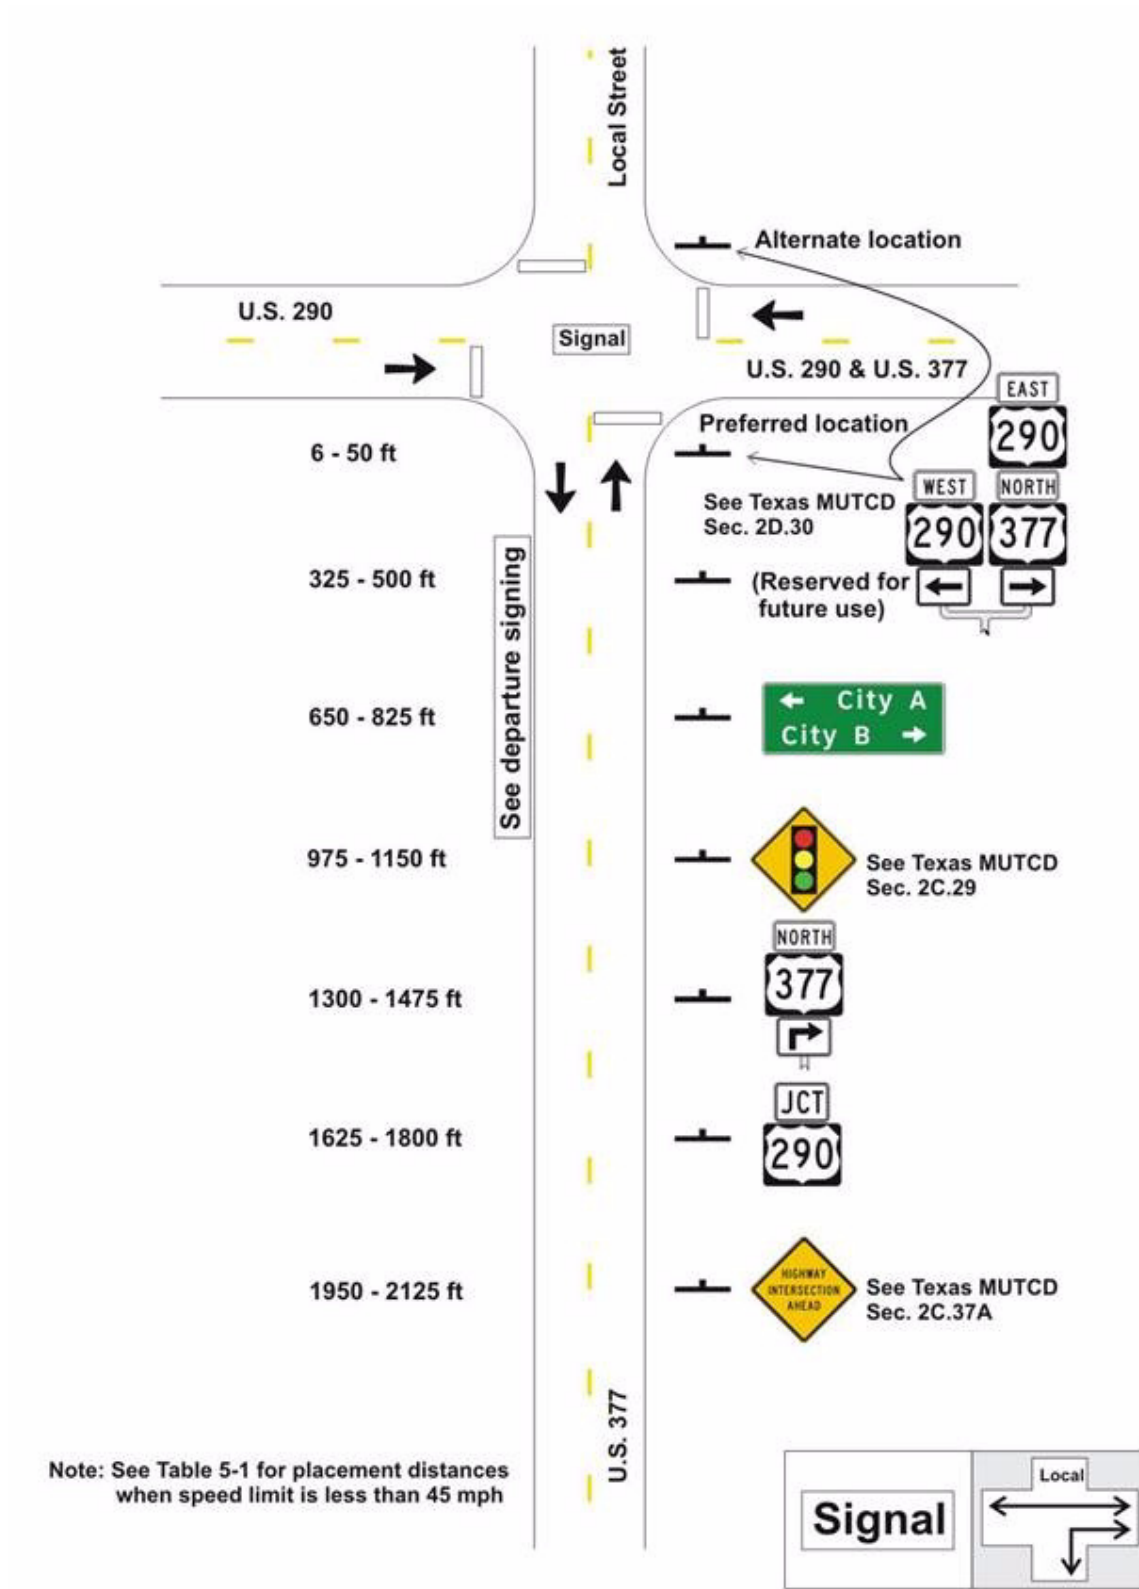 Local Street
Alternate location
U.S. 290
Signal
U.S. 290 & U.S. 377
EAST
290
Preferred location
6 - 50 ft
WEST
NORTH
290
377
See Texas MUTCD
Sec. 2D.30
See departure signing
325 - 500 ft
(Reserved for
future use)
650 - 825 ft
City A
City B
975 - 1150 ft
See Texas MUTCD
Sec. 2C.29
NORTH
377
1300 - 1475 ft
JCT
290
1625 - 1800 ft
1950 - 2125 ft
HIGHWAY
INTERSECTION
AHEAD
See Texas MUTCD
Sec. 2C.37A
U.S. 377
Note: See Table 5-1 for placement distances
when speed limit is less than 45 mph
Signal
Local